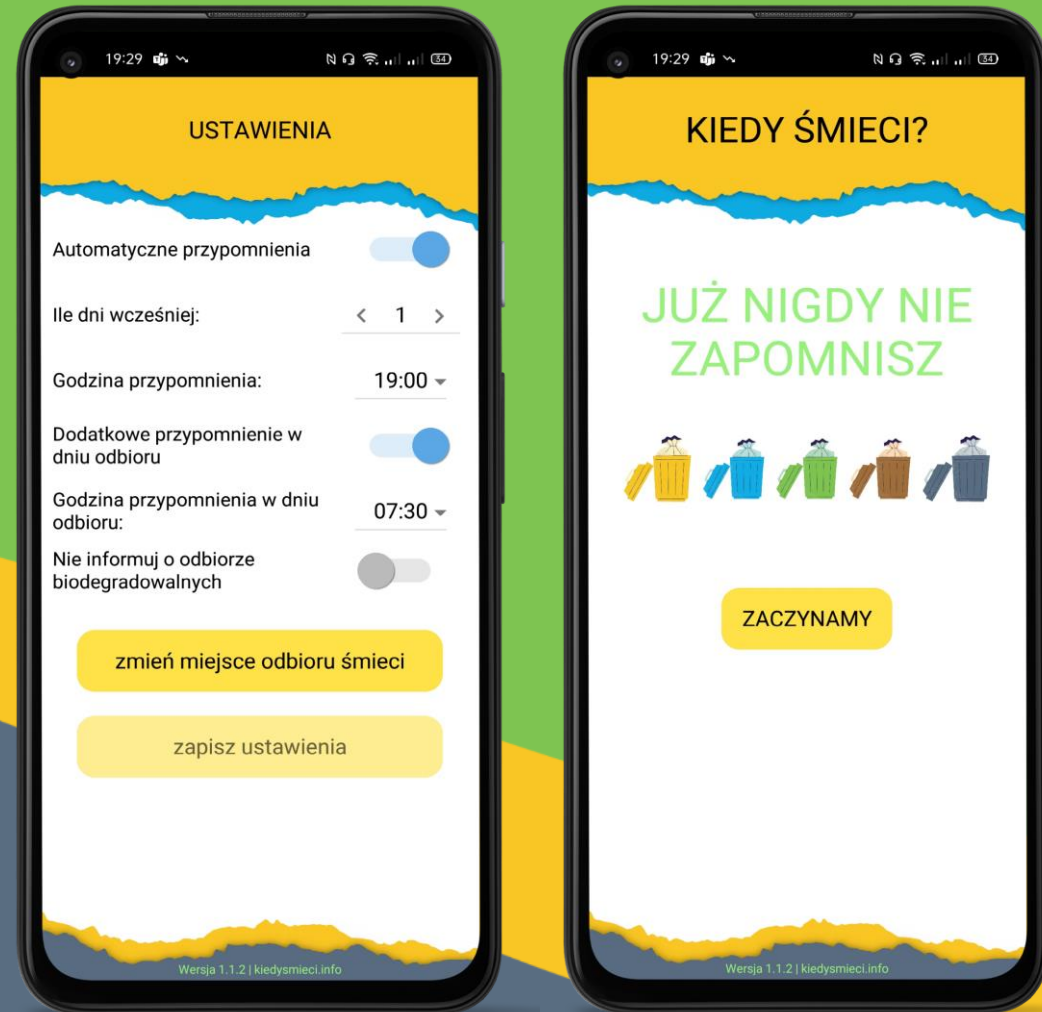 19:29
34
USTAWIENIA
Automatyczne przypomnienia
Ile dni wcześniej:
< 1 >
Godzina przypomnienia:
19:00
Dodatkowe przypomnienie w
dniu odbioru
Godzina przypomnienia w dniu
odbioru:
07:30
Nie informuj o odbiorze
biodegradowalnych
zmień miejsce odbioru śmieci
zapisz ustawienia
Wersja 1.1.2 | kiedysmieci.info
19:29
34
KIEDY ŚMIECI?
JUŻ NIGDY NIE
ZAPOMNISZ
ZACZYNAMY
Wersja 1.1.2 | kiedysmieci.info